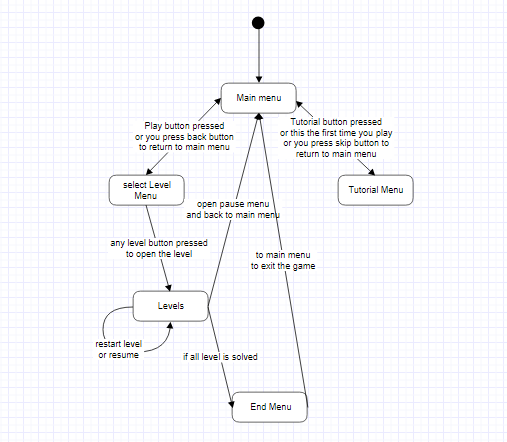 Main menu
Play button pressed
or you press back button
to return to main menu
Tutorial button pressed
or this the first time you play
or you press skip button to
return to main menu
select Level
Menu
Tutorial Menu
open pause menu
and back to main menu
any level button pressed
to open the level
to main menu
to exit the game
Levels
restart level
or resume
if all level is solved
End Menu